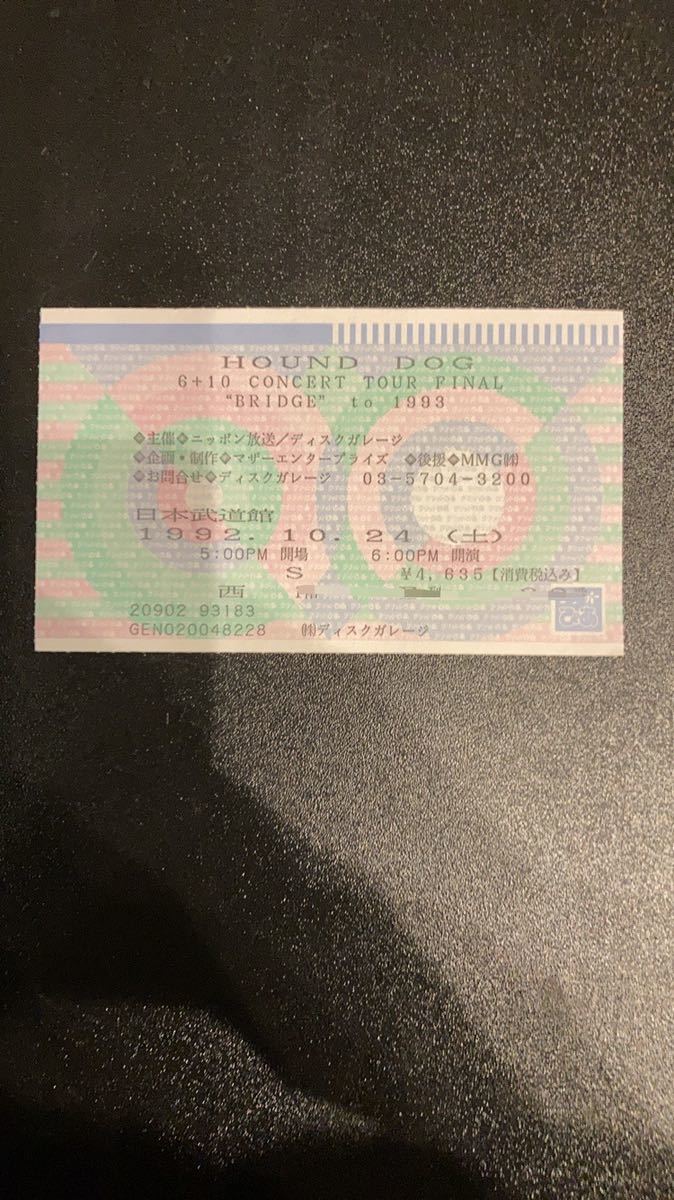 HOUND DOG
6+10 CONCERT TOUR FINAL
“BRIDGE” to 1993
◈主催◈ニッポン放送/ディスクガレージ
◈企画・制作◈マザーエンタープライズ ◈後援◈MMG㈱
◈お問合せ◈ディスクガレージ 03-5704-3200
日本武道館
1992.10.24 (土)
5:00PM 開場 6:00PM 開演
S ¥4,635【消費税込み】
西
20902 93183
GEN020048228 ㈱ディスクガレージ